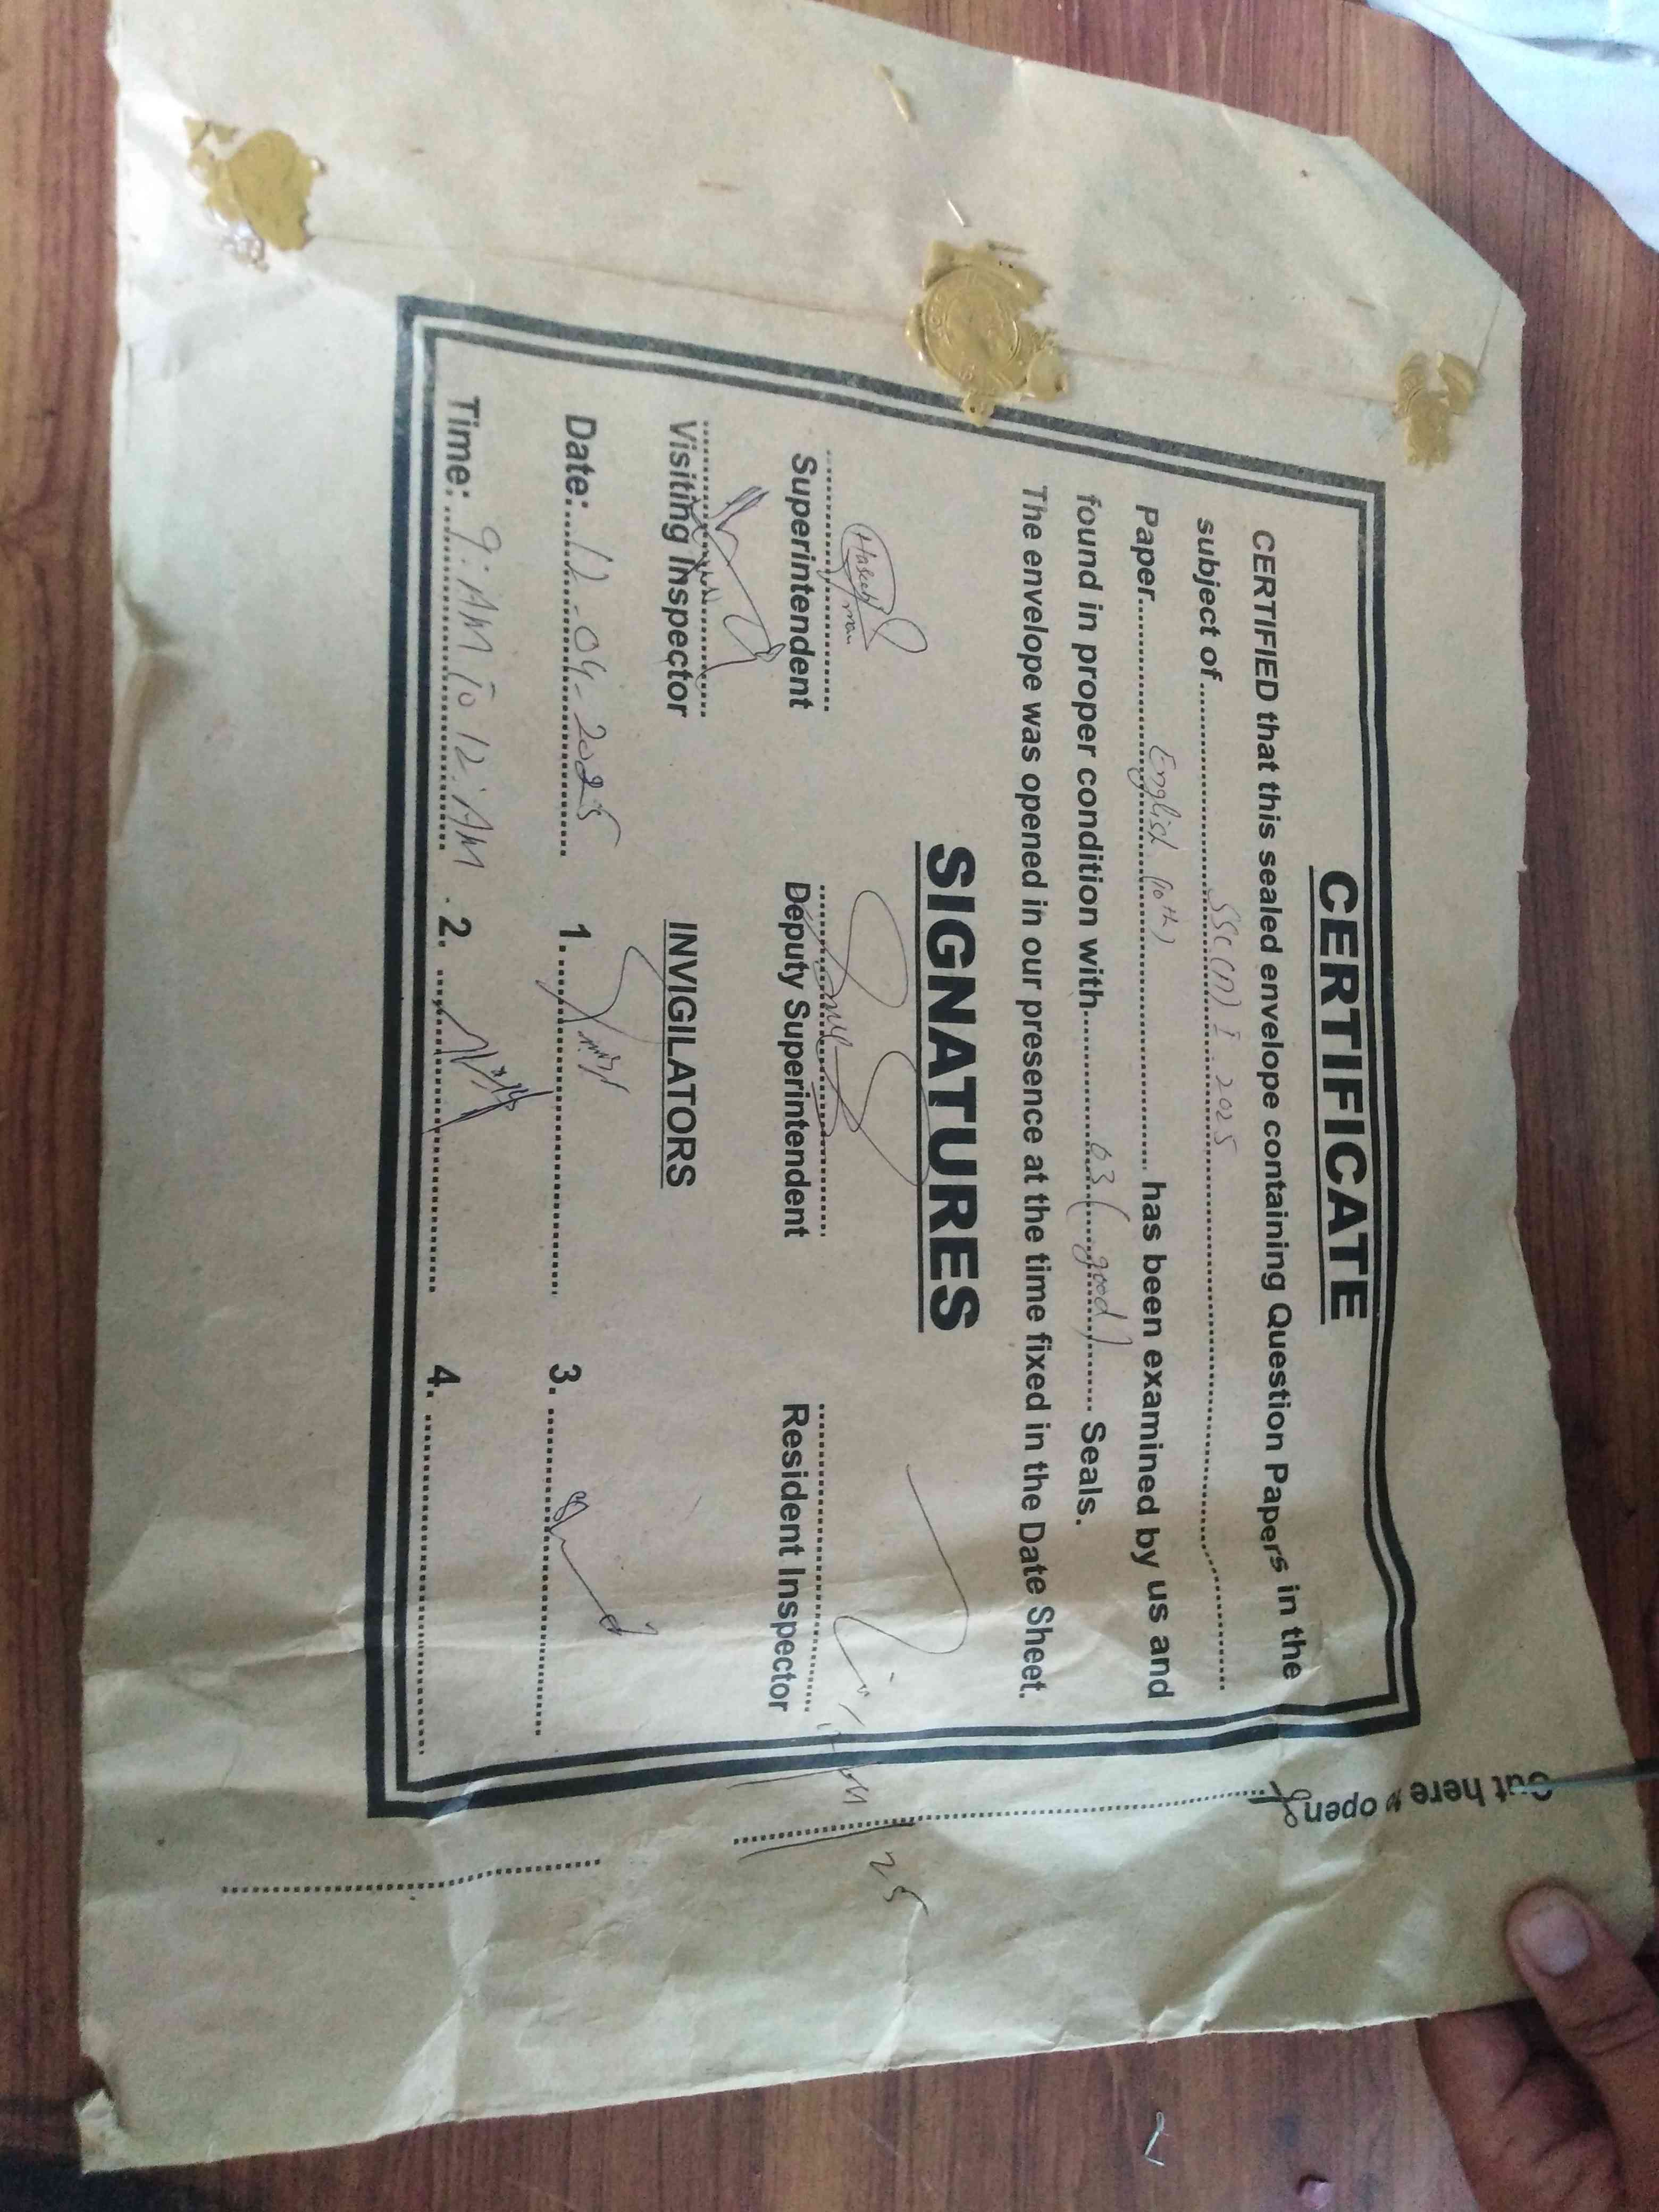 CERTIFICATE
CERTIFIED that this sealed envelope containing Question Papers in the
subject of SSC(A) I 2025
Paper English (10th) has been examined by us and
found in proper condition with 03 (good) Seals.
The envelope was opened in our presence at the time fixed in the Date Sheet.
SIGNATURES
Superintendent Deputy Superintendent Resident Inspector
Visiting Inspector INVIGILATORS
Date: 12-04-2025 1. 3.
Time: 9:AM To 12:AM. 2. 4.
Cut here open
25